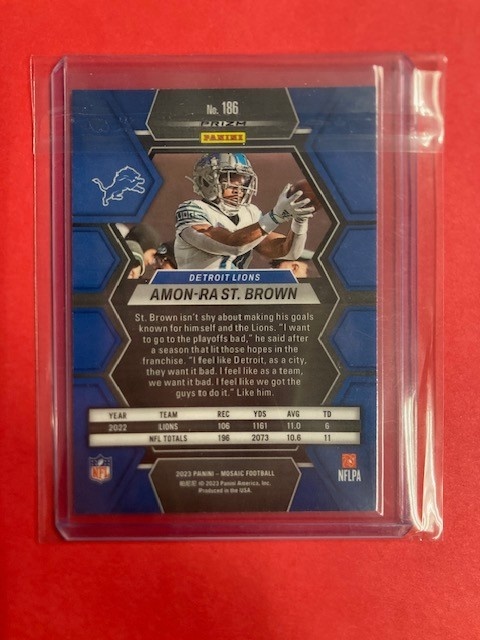 No. 186
PRIZM
PANINI
DETROIT LIONS
AMON-RA ST. BROWN
St. Brown isn't shy about making his goals
known for himself and the Lions. "I want
to go to the playoffs bad," he said after
a season that lit those hopes in the
franchise. "I feel like Detroit, as a city,
they want it bad. I feel like as a team,
we want it bad. I feel like we got the
guys to do it." Like him.
YEAR TEAM REC YDS AVG TD
2022 LIONS 106 1161 11.0 6
NFL TOTALS 196 2073 10.6 11
NFL
2023 PANINI - MOSAIC FOOTBALL
© 2023 Panini America, Inc.
Produced in the USA.
NFLPA